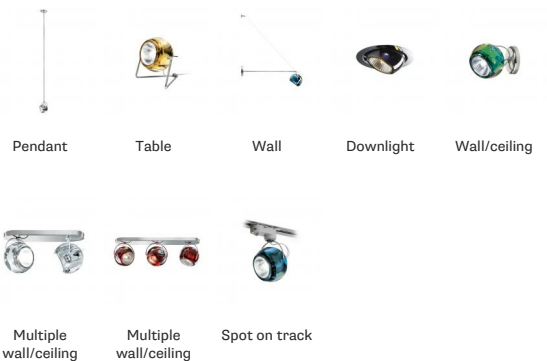 Pendant
Table
Wall
Downlight
Wall/ceiling
Multiple
wall/ceiling
Multiple
wall/ceiling
Spot on track